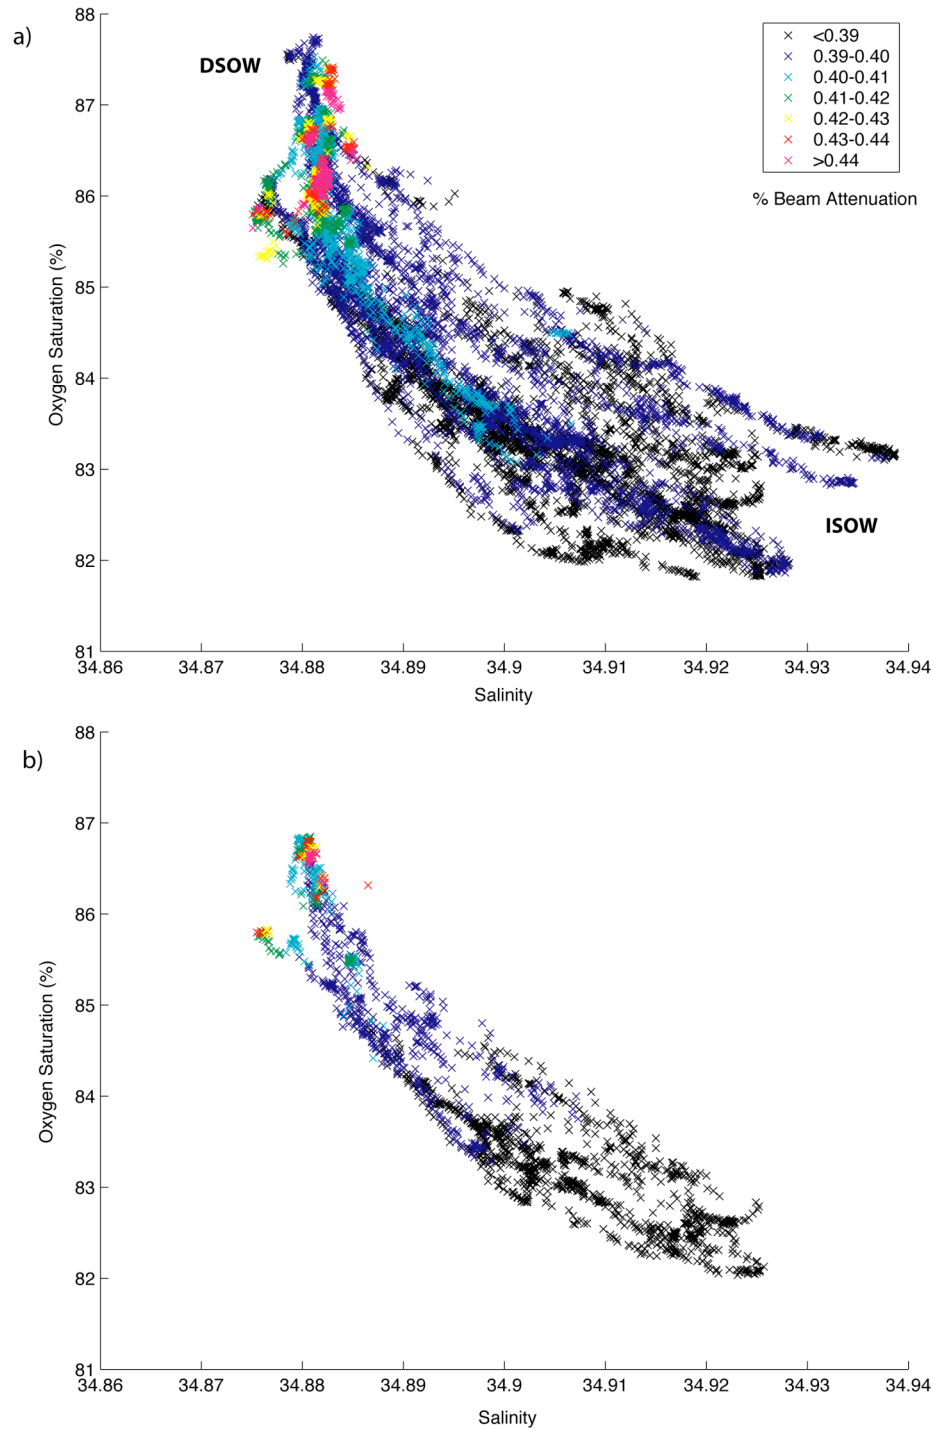 a)
DSOW
ISOW
<0.39
0.39-0.40
0.40-0.41
0.41-0.42
0.42-0.43
0.43-0.44
>0.44
% Beam Attenuation
88
87
86
85
84
83
82
81
Oxygen Saturation (%)
34.86 34.87 34.88 34.89 34.9 34.91 34.92 34.93 34.94
Salinity
b)
88
87
86
85
84
83
82
81
Oxygen Saturation (%)
34.86 34.87 34.88 34.89 34.9 34.91 34.92 34.93 34.94
Salinity